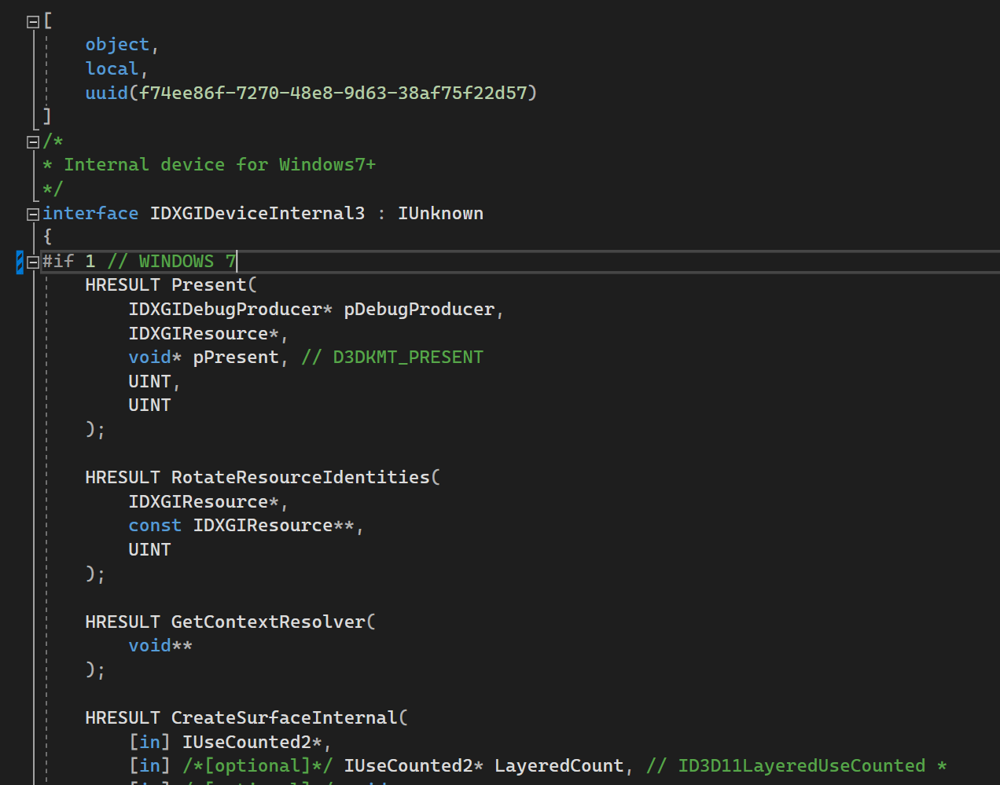 [
object,
local,
uuid(f74ee86f-7270-48e8-9d63-38af75f22d57)
]
/*
* Internal device for Windows7+
*/
interface IDXGIDeviceInternal3 : IUnknown
{
#if 1 // WINDOWS 7
HRESULT Present(
IDXGIDebugProducer* pDebugProducer,
IDXGIResource*,
void* pPresent, // D3DKMT_PRESENT
UINT,
UINT
);
HRESULT RotateResourceIdentities(
IDXGIResource*,
const IDXGIResource**,
UINT
);
HRESULT GetContextResolver(
void**
);
HRESULT CreateSurfaceInternal(
[in] IUseCounted2*,
[in] /*[optional]*/ IUseCounted2* LayeredCount, // ID3D11LayeredUseCounted *